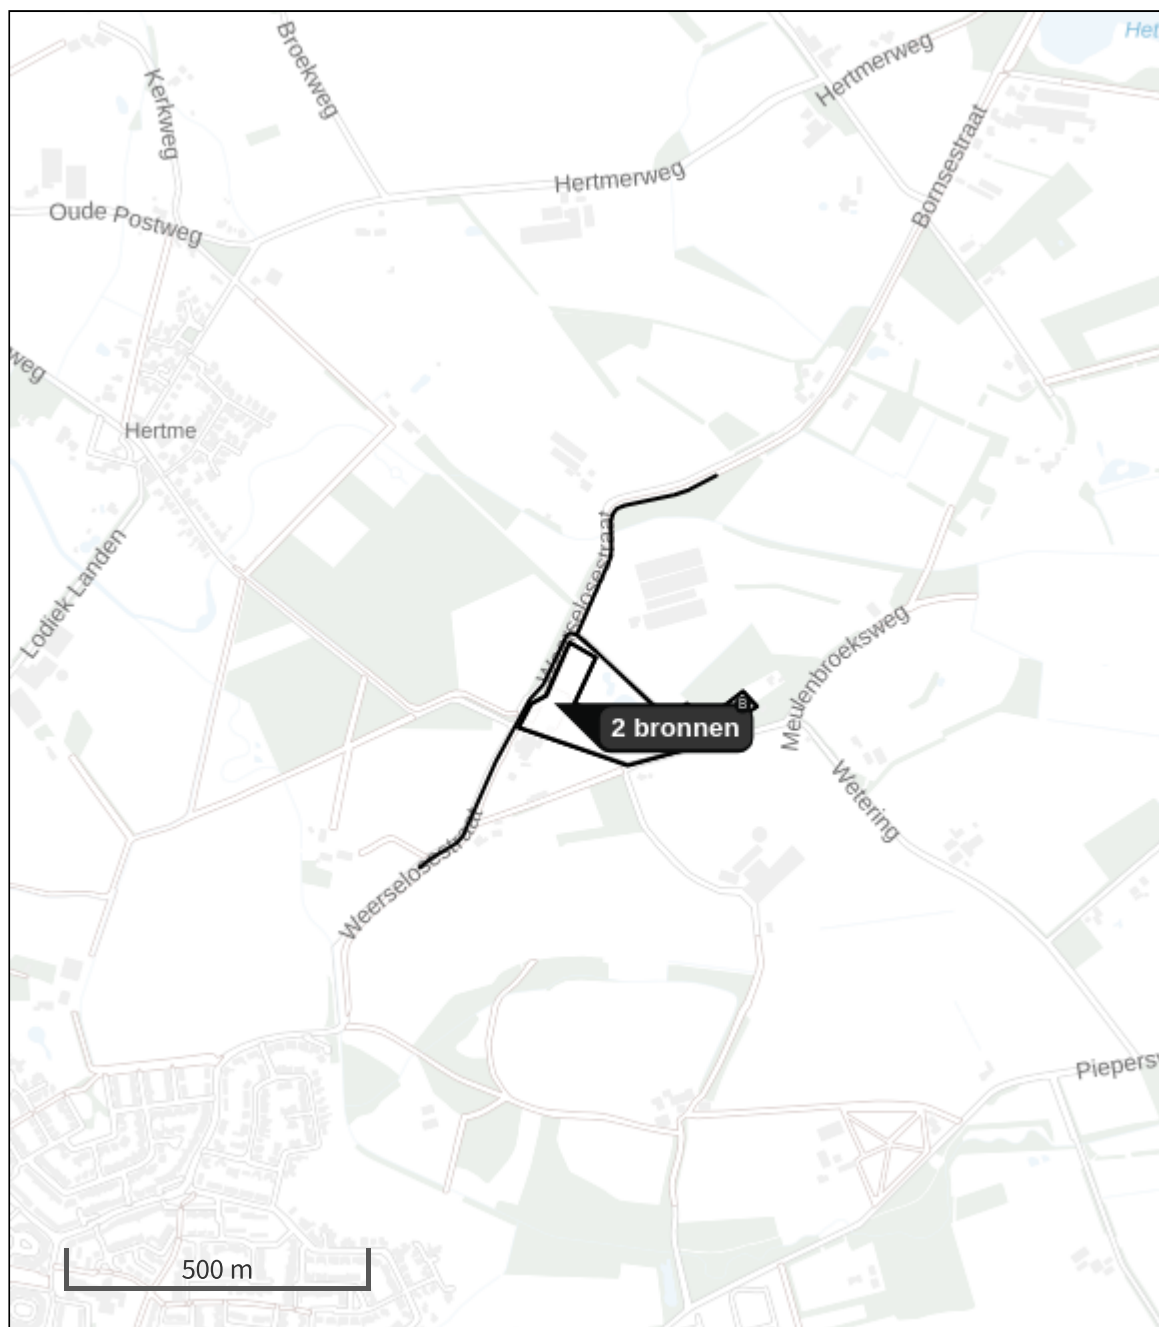 Het
Hertmerweg
Broekweg
Kerkweg
Bornsestraat
Hertmerweg
Oude Postweg
weg
Hertme
Weerselosestraat
Lodiek Landen
Meulenbroeksweg
B
2 bronnen
Wetering
Weerselosestraat
Piepers
500 m